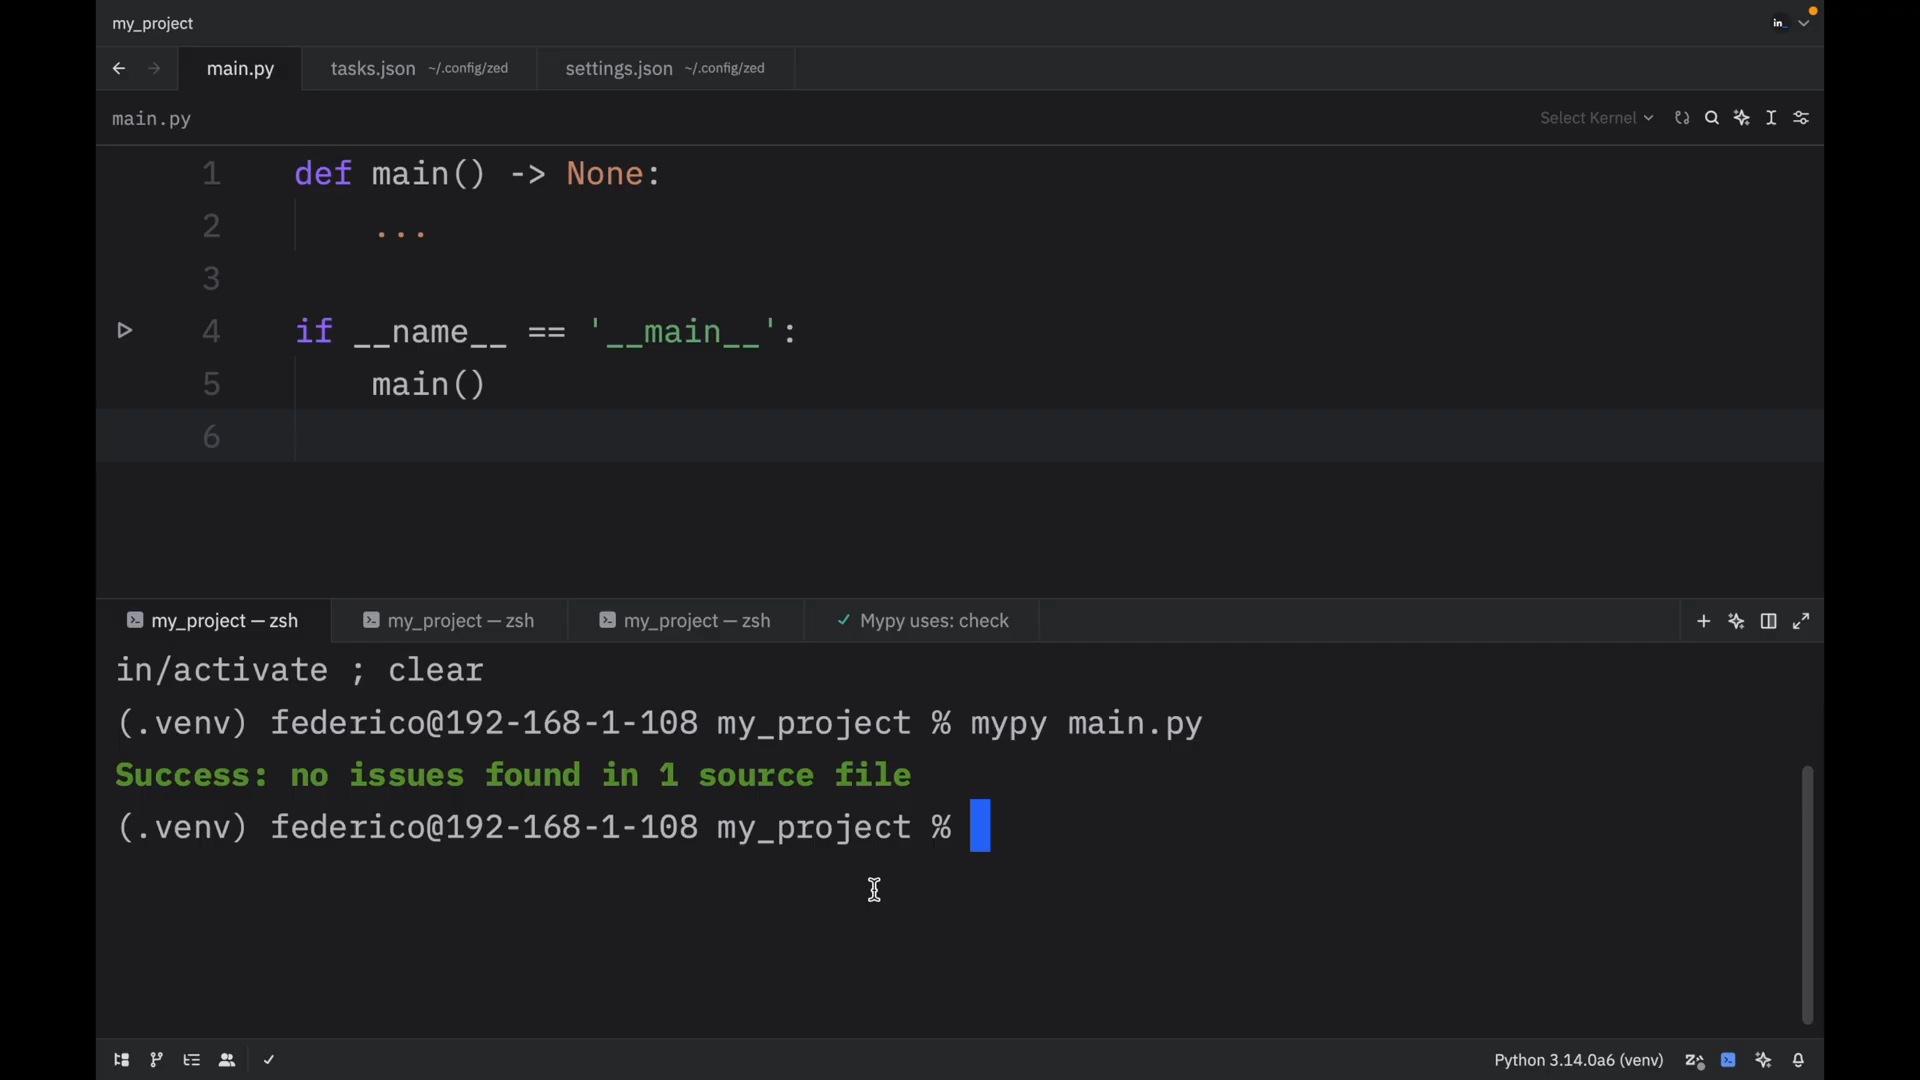 my_project
in_
main.py
tasks.json ~/.config/zed
settings.json ~/.config/zed
main.py
Select Kernel
1 def main() -> None:
2     ...
3
4 if __name__ == '__main__':
5     main()
6
my_project — zsh
my_project — zsh
my_project — zsh
Mypy uses: check
in/activate ; clear
(.venv) federico@192-168-1-108 my_project % mypy main.py
Success: no issues found in 1 source file
(.venv) federico@192-168-1-108 my_project %
Python 3.14.0a6 (venv)